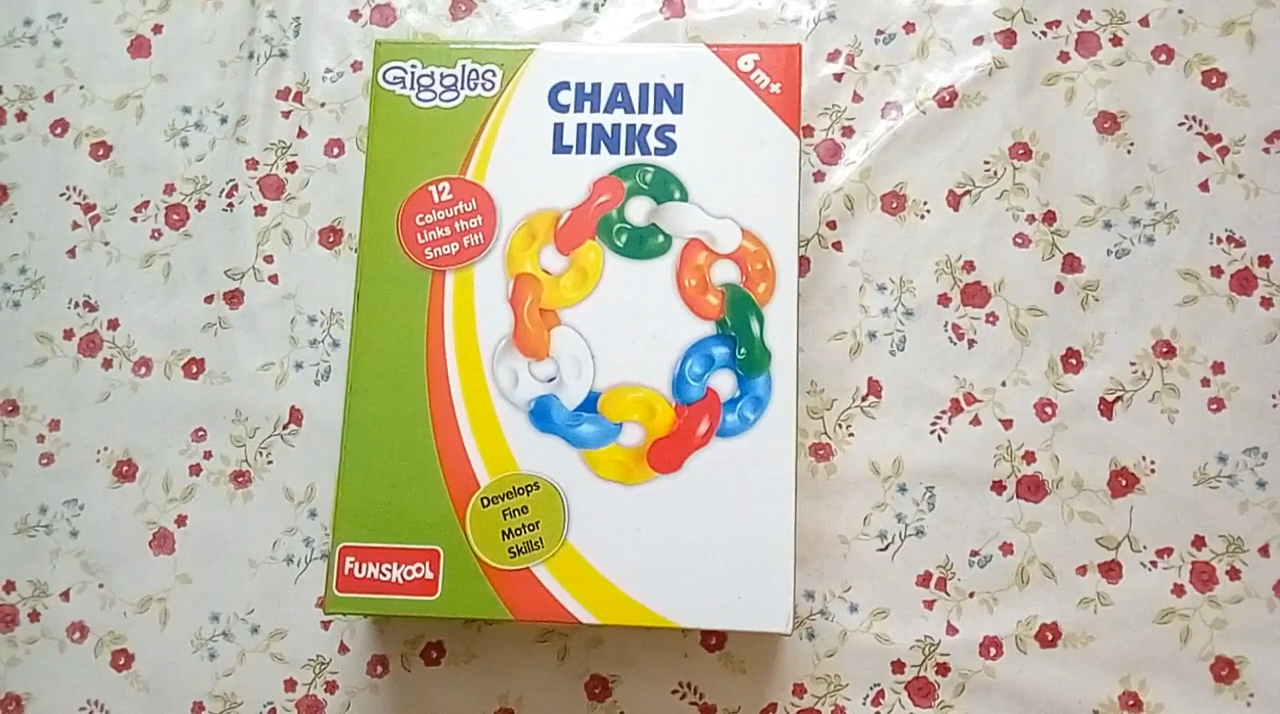 Giggles
CHAIN
LINKS
6m+
12
Colourful
Links that
Snap Fit!
Develops
Fine
Motor
Skills!
FUNSKOOL